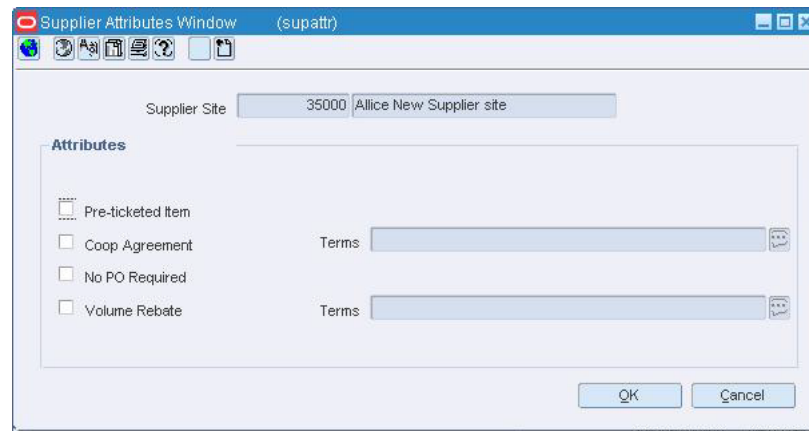 Supplier Attributes Window (supattr)
Supplier Site 35000 Allice New Supplier site
Attributes
Pre-ticketed Item
Coop Agreement Terms
No PO Required
Volume Rebate Terms
OK Cancel